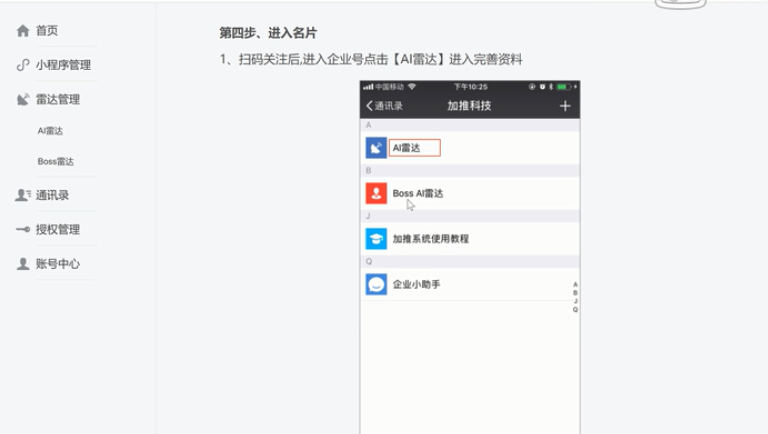 首页
小程序管理
雷达管理
AI雷达
Boss雷达
通讯录
授权管理
账号中心
第四步、进入名片
1、扫码关注后,进入企业号点击【AI雷达】进入完善资料
中国移动 下午10:25
通讯录 加推科技 +
A
AI雷达
B
Boss AI雷达
J
加推系统使用教程
Q
企业小助手
A
B
J
Q